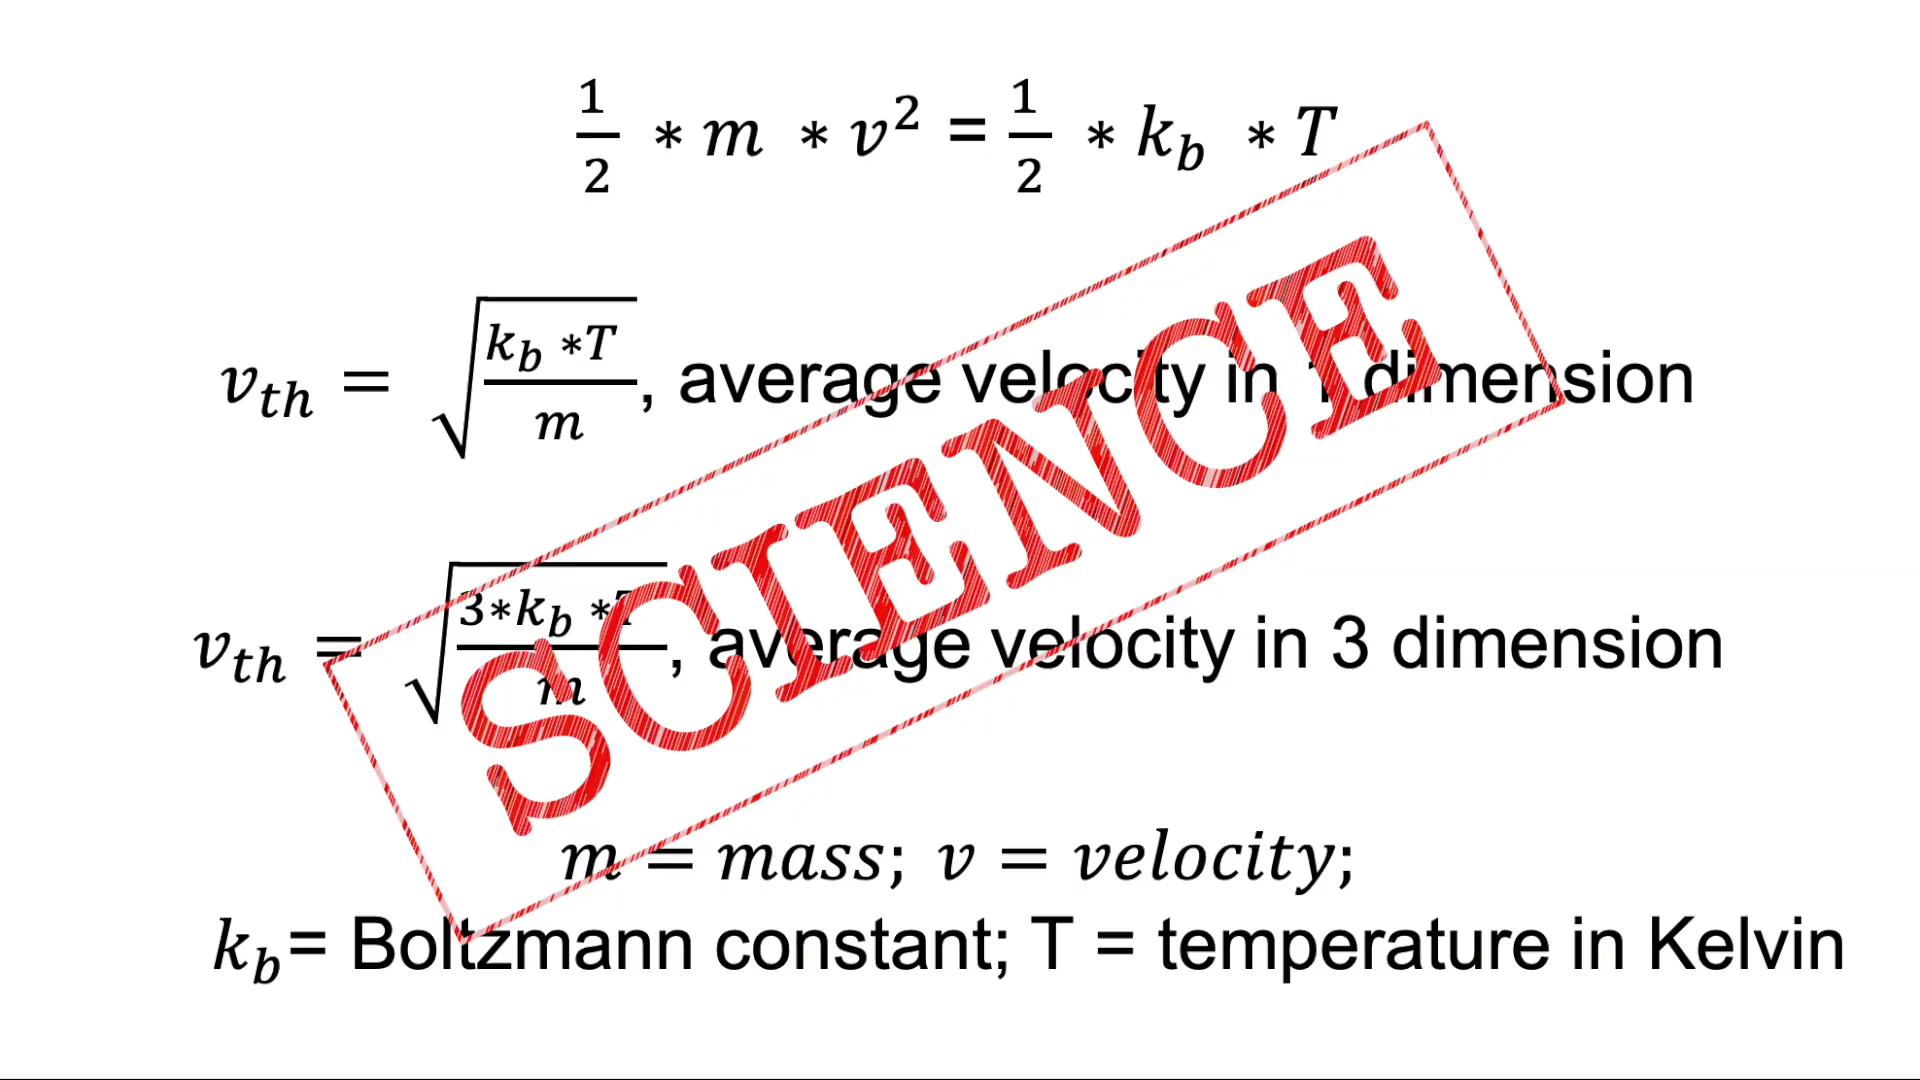 1/2 * m * v² = 1/2 * k_b * T
v_th = √(k_b * T / m), average velocity in 1 dimension
v_th = √(3 * k_b * T / m), average velocity in 3 dimension
SCIENCE
m = mass; v = velocity;
k_b = Boltzmann constant; T = temperature in Kelvin